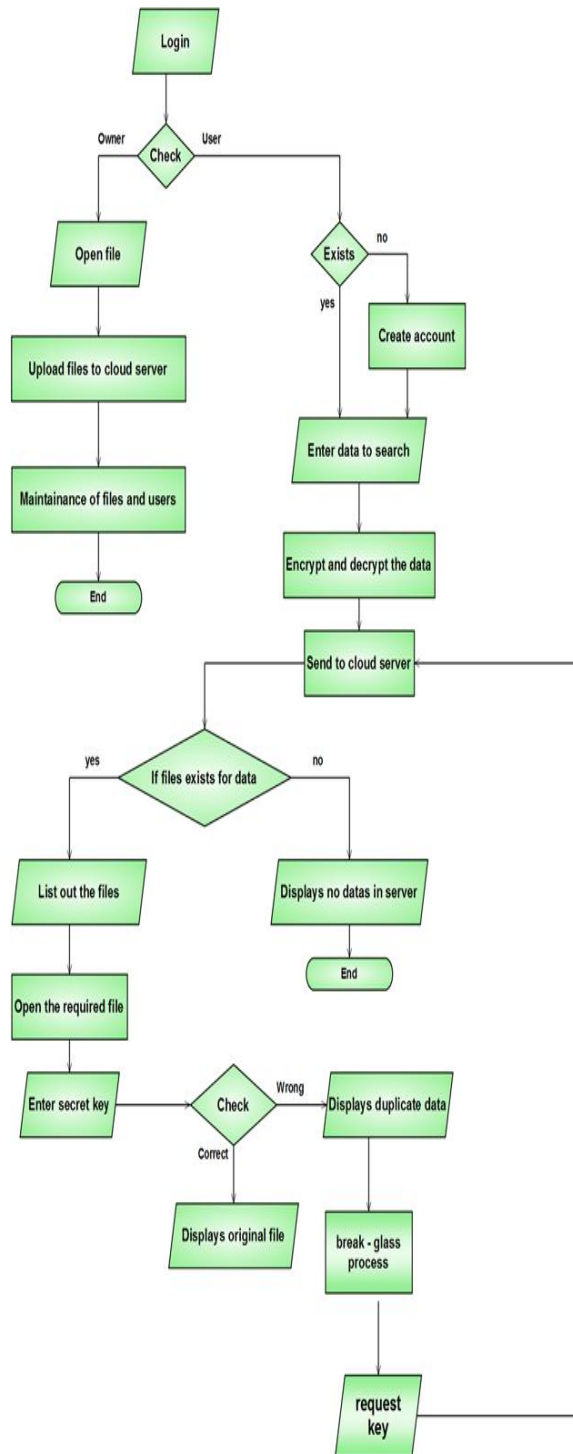 Login
Owner
Check
User
Open file
Exists
no
yes
Create account
Upload files to cloud server
Enter data to search
Maintainance of files and users
Encrypt and decrypt the data
End
Send to cloud server
yes
If files exists for data
no
List out the files
Displays no datas in server
End
Open the required file
Enter secret key
Check
Wrong
Displays duplicate data
Correct
Displays original file
break - glass
process
request
key